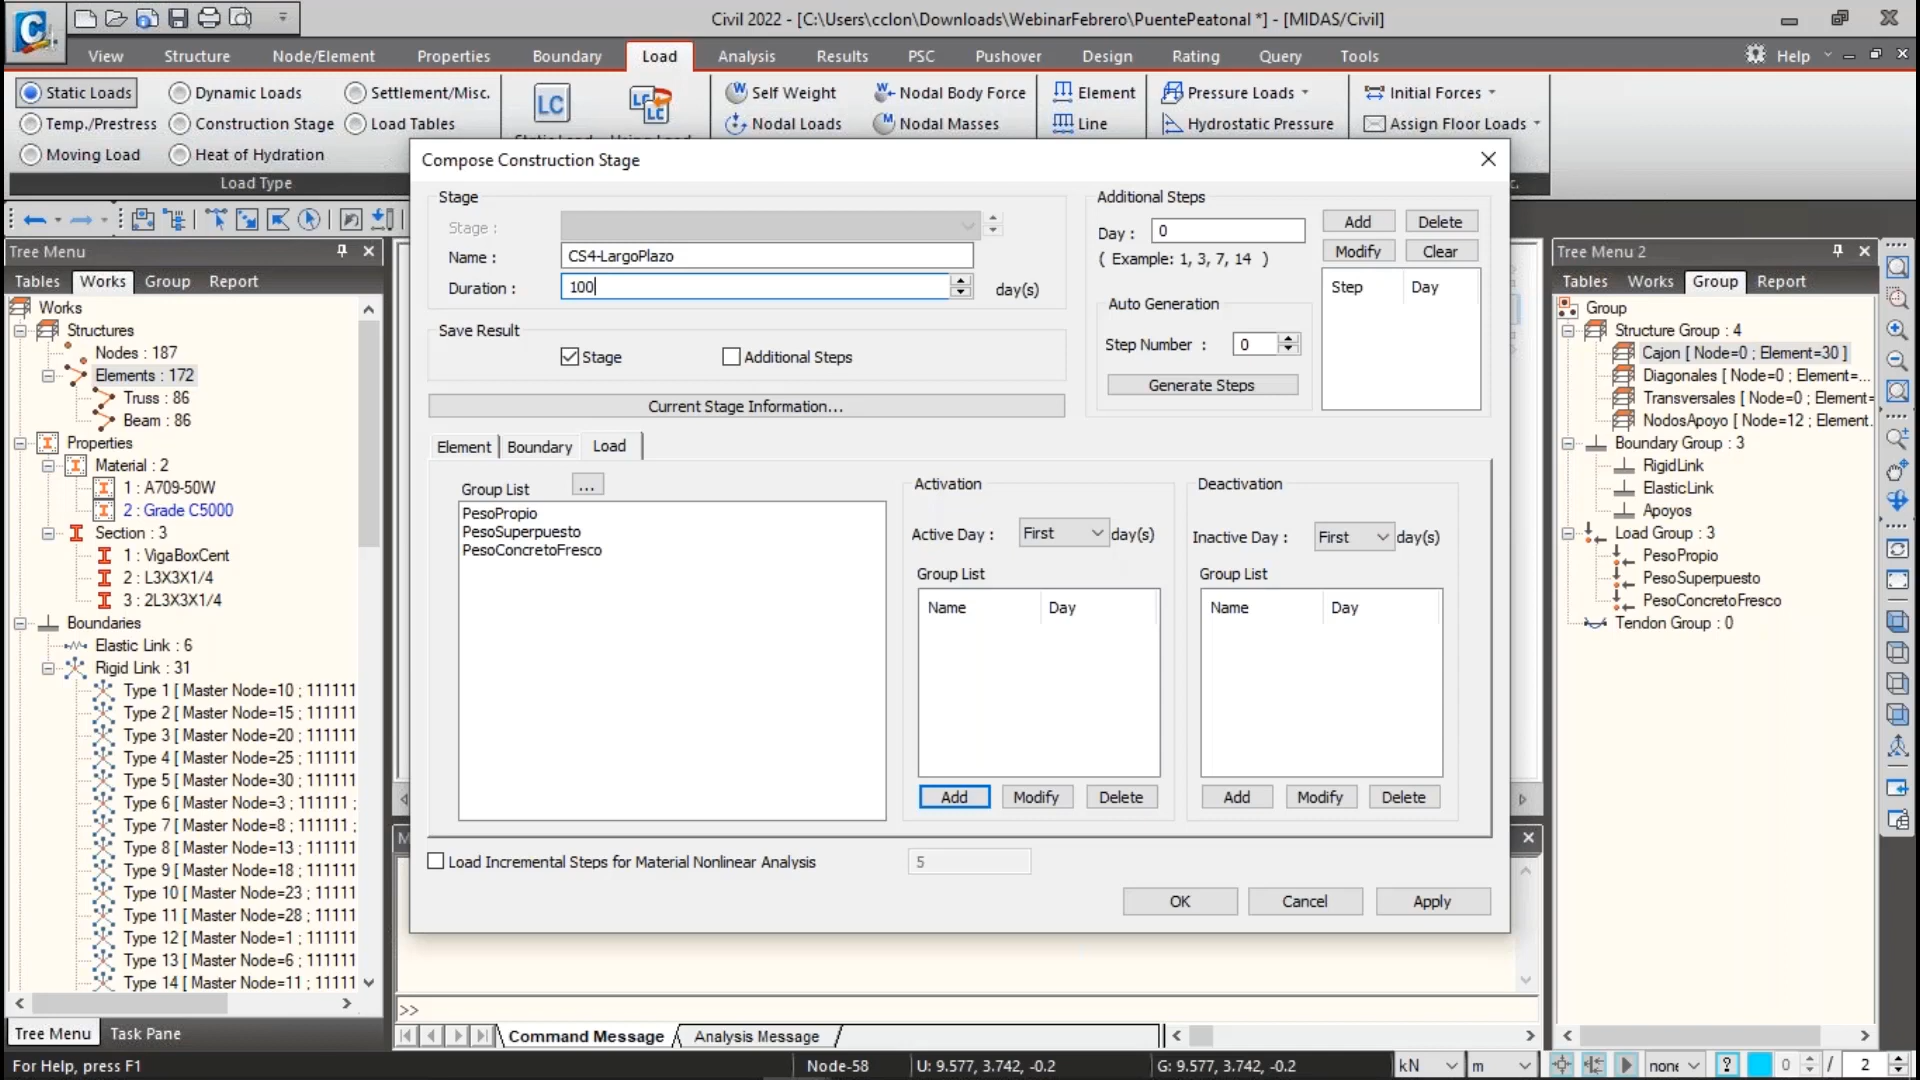 Civil 2022 - [C:\Users\cclon\Downloads\WebinarFebrero\PuentePeatonal *] - [MIDAS/Civil]
View Structure Node/Element Properties Boundary Load Analysis Results PSC Pushover Design Rating Query Tools Help
Static Loads Dynamic Loads Settlement/Misc. LC Self Weight Nodal Body Force Element Pressure Loads Initial Forces
Temp./Prestress Construction Stage Load Tables Nodal Loads Nodal Masses Line Hydrostatic Pressure Assign Floor Loads
Moving Load Heat of Hydration
Load Type
Compose Construction Stage
Tree Menu
Tables Works Group Report
Works
Structures
Nodes : 187
Elements : 172
Truss : 86
Beam : 86
Properties
Material : 2
1 : A709-50W
2 : Grade C5000
Section : 3
1 : VigaBoxCent
2 : L3X3X1/4
3 : 2L3X3X1/4
Boundaries
Elastic Link : 6
Rigid Link : 31
Type 1 [ Master Node=10 ; 111111
Type 2 [ Master Node=15 ; 111111
Type 3 [ Master Node=20 ; 111111
Type 4 [ Master Node=25 ; 111111
Type 5 [ Master Node=30 ; 111111
Type 6 [ Master Node=3 ; 111111 ;
Type 7 [ Master Node=8 ; 111111 ;
Type 8 [ Master Node=13 ; 111111
Type 9 [ Master Node=18 ; 111111
Type 10 [ Master Node=23 ; 11111
Type 11 [ Master Node=28 ; 11111
Type 12 [ Master Node=1 ; 111111
Type 13 [ Master Node=6 ; 111111
Type 14 [ Master Node=11 ; 11111
Tree Menu Task Pane
Stage
Stage :
Name : CS4-LargoPlazo
Duration : 100 day(s)
Save Result
Stage Additional Steps
Current Stage Information...
Additional Steps
Day : 0
( Example: 1, 3, 7, 14 )
Add Delete
Modify Clear
Step Day
Auto Generation
Step Number : 0
Generate Steps
Element Boundary Load
Group List ...
PesoPropio
PesoSuperpuesto
PesoConcretoFresco
Activation
Active Day : First day(s)
Group List
Name Day
Add Modify Delete
Deactivation
Inactive Day : First day(s)
Group List
Name Day
Add Modify Delete
Load Incremental Steps for Material Nonlinear Analysis 5
OK Cancel Apply
Tree Menu 2
Tables Works Group Report
Group
Structure Group : 4
Cajon [ Node=0 ; Element=30 ]
Diagonales [ Node=0 ; Element=...
Transversales [ Node=0 ; Element=
NodosApoyo [ Node=12 ; Element.
Boundary Group : 3
RigidLink
ElasticLink
Apoyos
Load Group : 3
PesoPropio
PesoSuperpuesto
PesoConcretoFresco
Tendon Group : 0
>>
Command Message Analysis Message
For Help, press F1 Node-58 U: 9.577, 3.742, -0.2 G: 9.577, 3.742, -0.2 kN m none ? 0 / 2